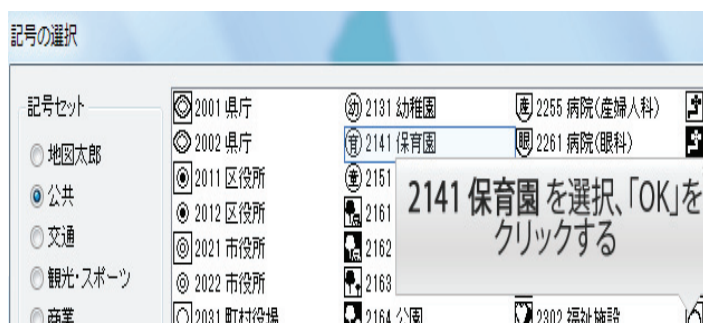 記号の選択
記号セット
地図太郎
公共
交通
観光・スポーツ
商業
2001 県庁
2002 県庁
2011 区役所
2012 区役所
2021 市役所
2022 市役所
2031 町村役場
幼 2131 幼稚園
育 2141 保育園
童 2151
2161
2162
2163
2164 公園
産 2255 病院(産婦人科)
眼 2261 病院(眼科)
2302 福祉施設
2141 保育園 を選択、「OK」を
クリックする